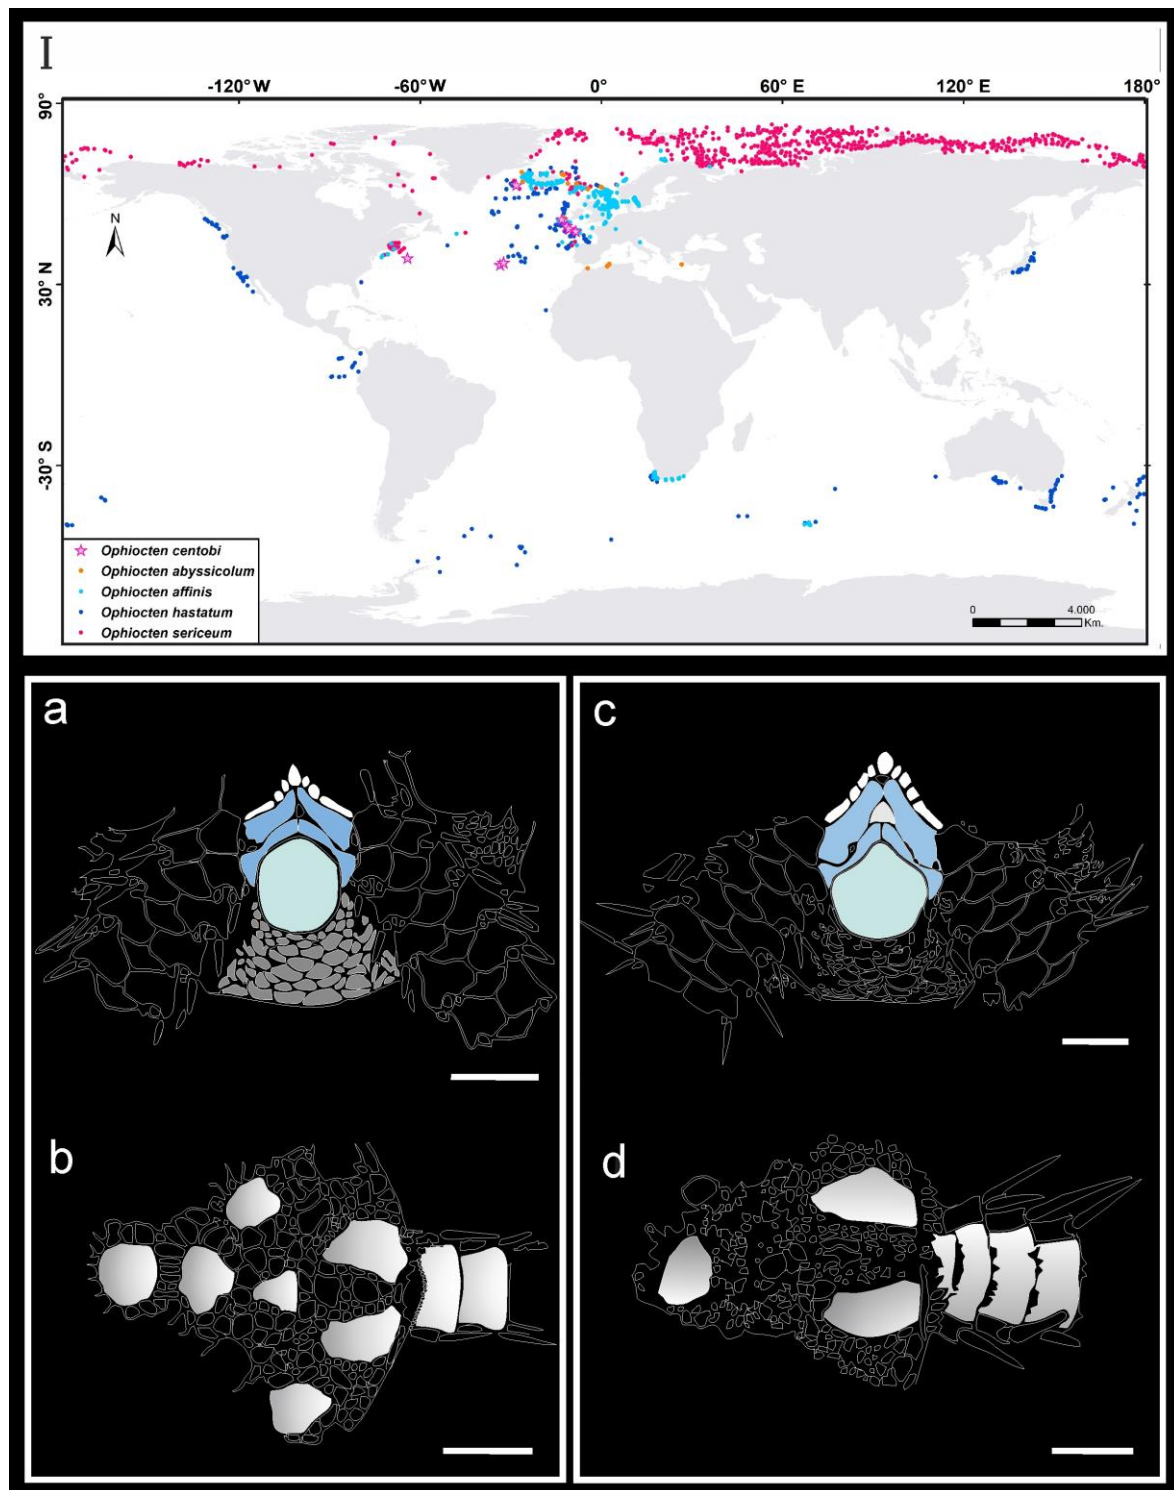 I
-120°W -60°W 0° 60° E 120° E 180°
90°
N
30° N
-30° S
Ophiocten centobi
Ophiocten abyssicolum
Ophiocten affinis
Ophiocten hastatum
Ophiocten sericeum
0 4.000
Km.
a
c
b
d